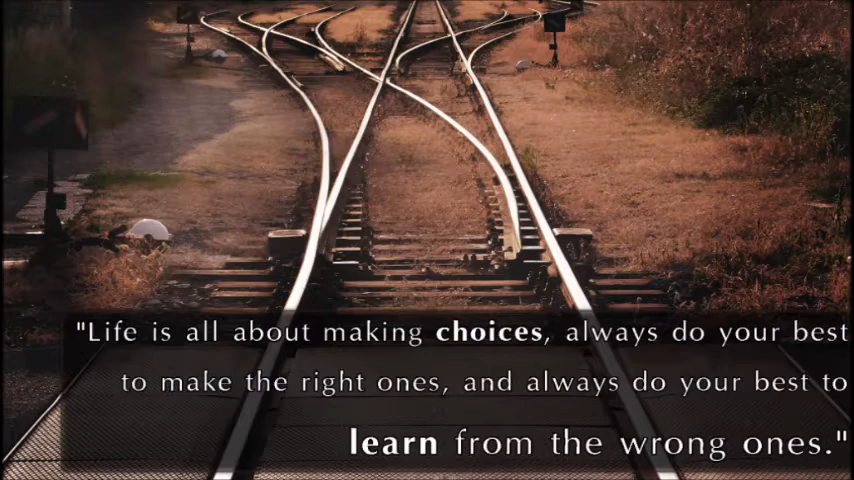 "Life is all about making choices, always do your best
to make the right ones, and always do your best to
learn from the wrong ones."